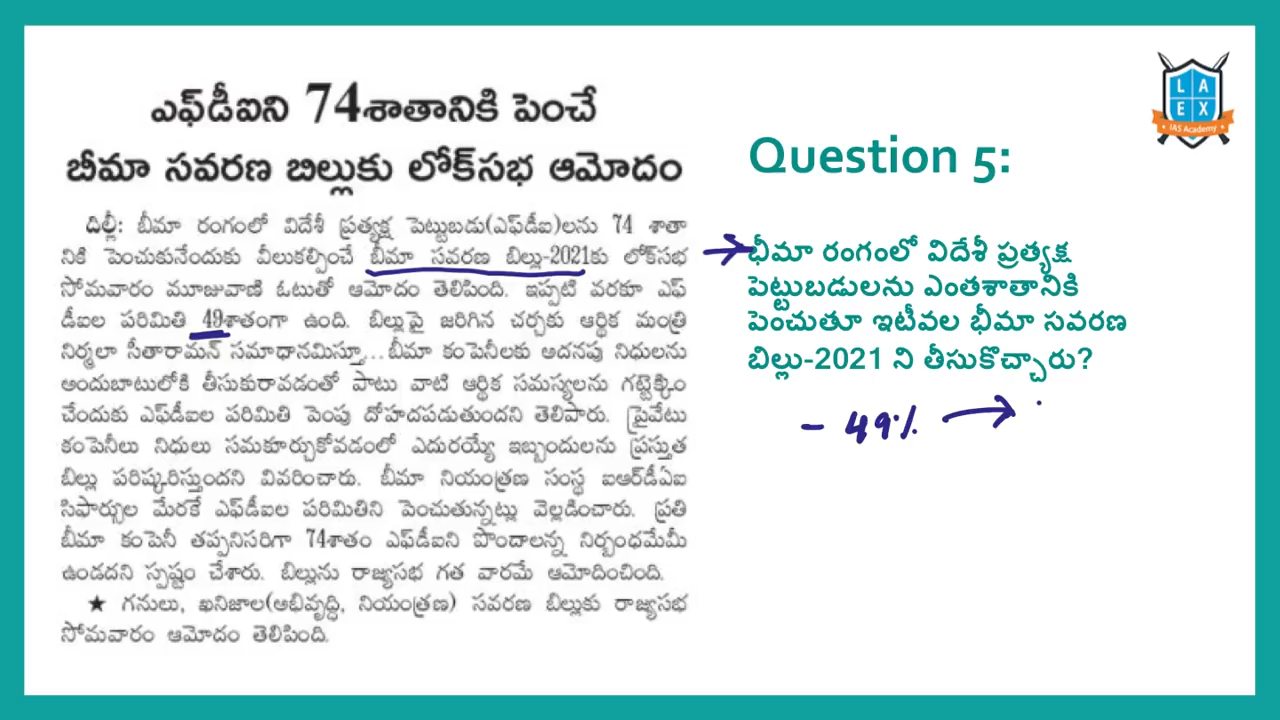 ఎఫ్‌డీఐని 74శాతానికి పెంచే
బీమా సవరణ బిల్లుకు లోక్‌సభ ఆమోదం
దిల్లీ: బీమా రంగంలో విదేశీ ప్రత్యక్ష పెట్టుబడు(ఎఫ్‌డీఐ)లను 74 శాతా
నికి పెంచుకునేందుకు వీలుకల్పించే బీమా సవరణ బిల్లు-2021కు లోక్‌సభ
సోమవారం మూజువాణి ఓటుతో ఆమోదం తెలిపింది. ఇప్పటి వరకూ ఎఫ్
డీఐల పరిమితి 49శాతంగా ఉంది. బిల్లుపై జరిగిన చర్చకు ఆర్థిక మంత్రి
నిర్మలా సీతారామన్ సమాధానమిస్తూ...బీమా కంపెనీలకు అదనపు నిధులను
అందుబాటులోకి తీసుకురావడంతో పాటు వాటి ఆర్థిక సమస్యలను గట్టెక్కిం
చేందుకు ఎఫ్‌డీఐల పరిమితి పెంపు దోహదపడుతుందని తెలిపారు. ప్రైవేటు
కంపెనీలు నిధులు సమకూర్చుకోవడంలో ఎదురయ్యే ఇబ్బందులను ప్రస్తుత
బిల్లు పరిష్కరిస్తుందని వివరించారు. బీమా నియంత్రణ సంస్థ ఐఆర్‌డీఏఐ
సిఫార్సుల మేరకే ఎఫ్‌డీఐల పరిమితిని పెంచుతున్నట్లు వెల్లడించారు. ప్రతి
బీమా కంపెనీ తప్పనిసరిగా 74శాతం ఎఫ్‌డీఐని పొందాలన్న నిర్బంధమేమీ
ఉండదని స్పష్టం చేశారు. బిల్లును రాజ్యసభ గత వారమే ఆమోదించింది.
★ గనులు, ఖనిజాల(అభివృద్ధి, నియంత్రణ) సవరణ బిల్లుకు రాజ్యసభ
సోమవారం ఆమోదం తెలిపింది.
L A
E X
IAS Academy
Question 5:
భీమా రంగంలో విదేశీ ప్రత్యక్ష
పెట్టుబడులను ఎంతశాతానికి
పెంచుతూ ఇటీవల భీమా సవరణ
బిల్లు-2021 ని తీసుకొచ్చారు?
- 49% →